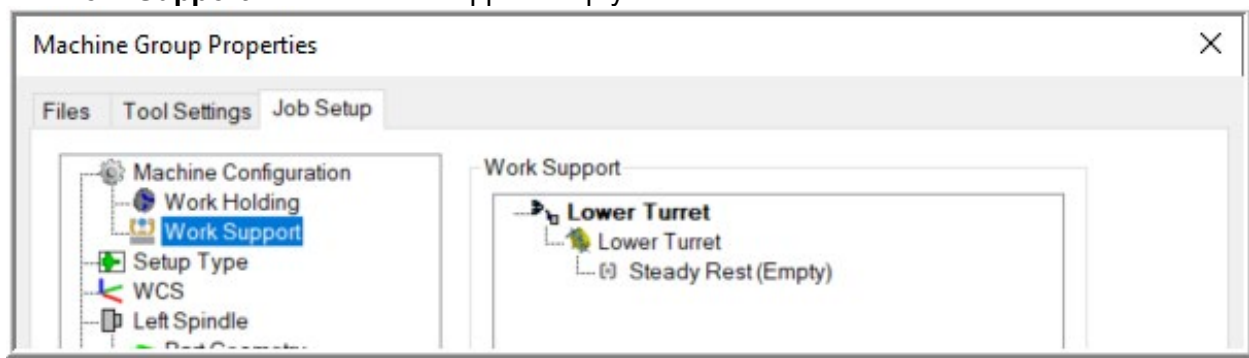 Machine Group Properties
Files Tool Settings Job Setup
Machine Configuration
Work Holding
Work Support
Setup Type
WCS
Left Spindle
Work Support
Lower Turret
Lower Turret
Steady Rest (Empty)